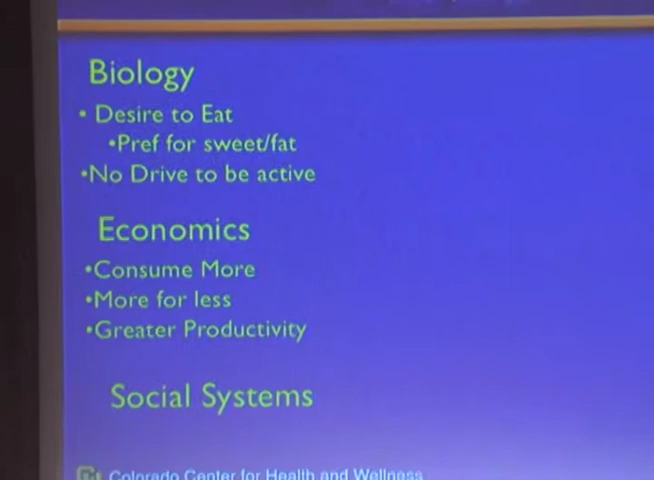 Biology
• Desire to Eat
•Pref for sweet/fat
•No Drive to be active
Economics
•Consume More
•More for less
•Greater Productivity
Social Systems
Colorado Center for Health and Wellness